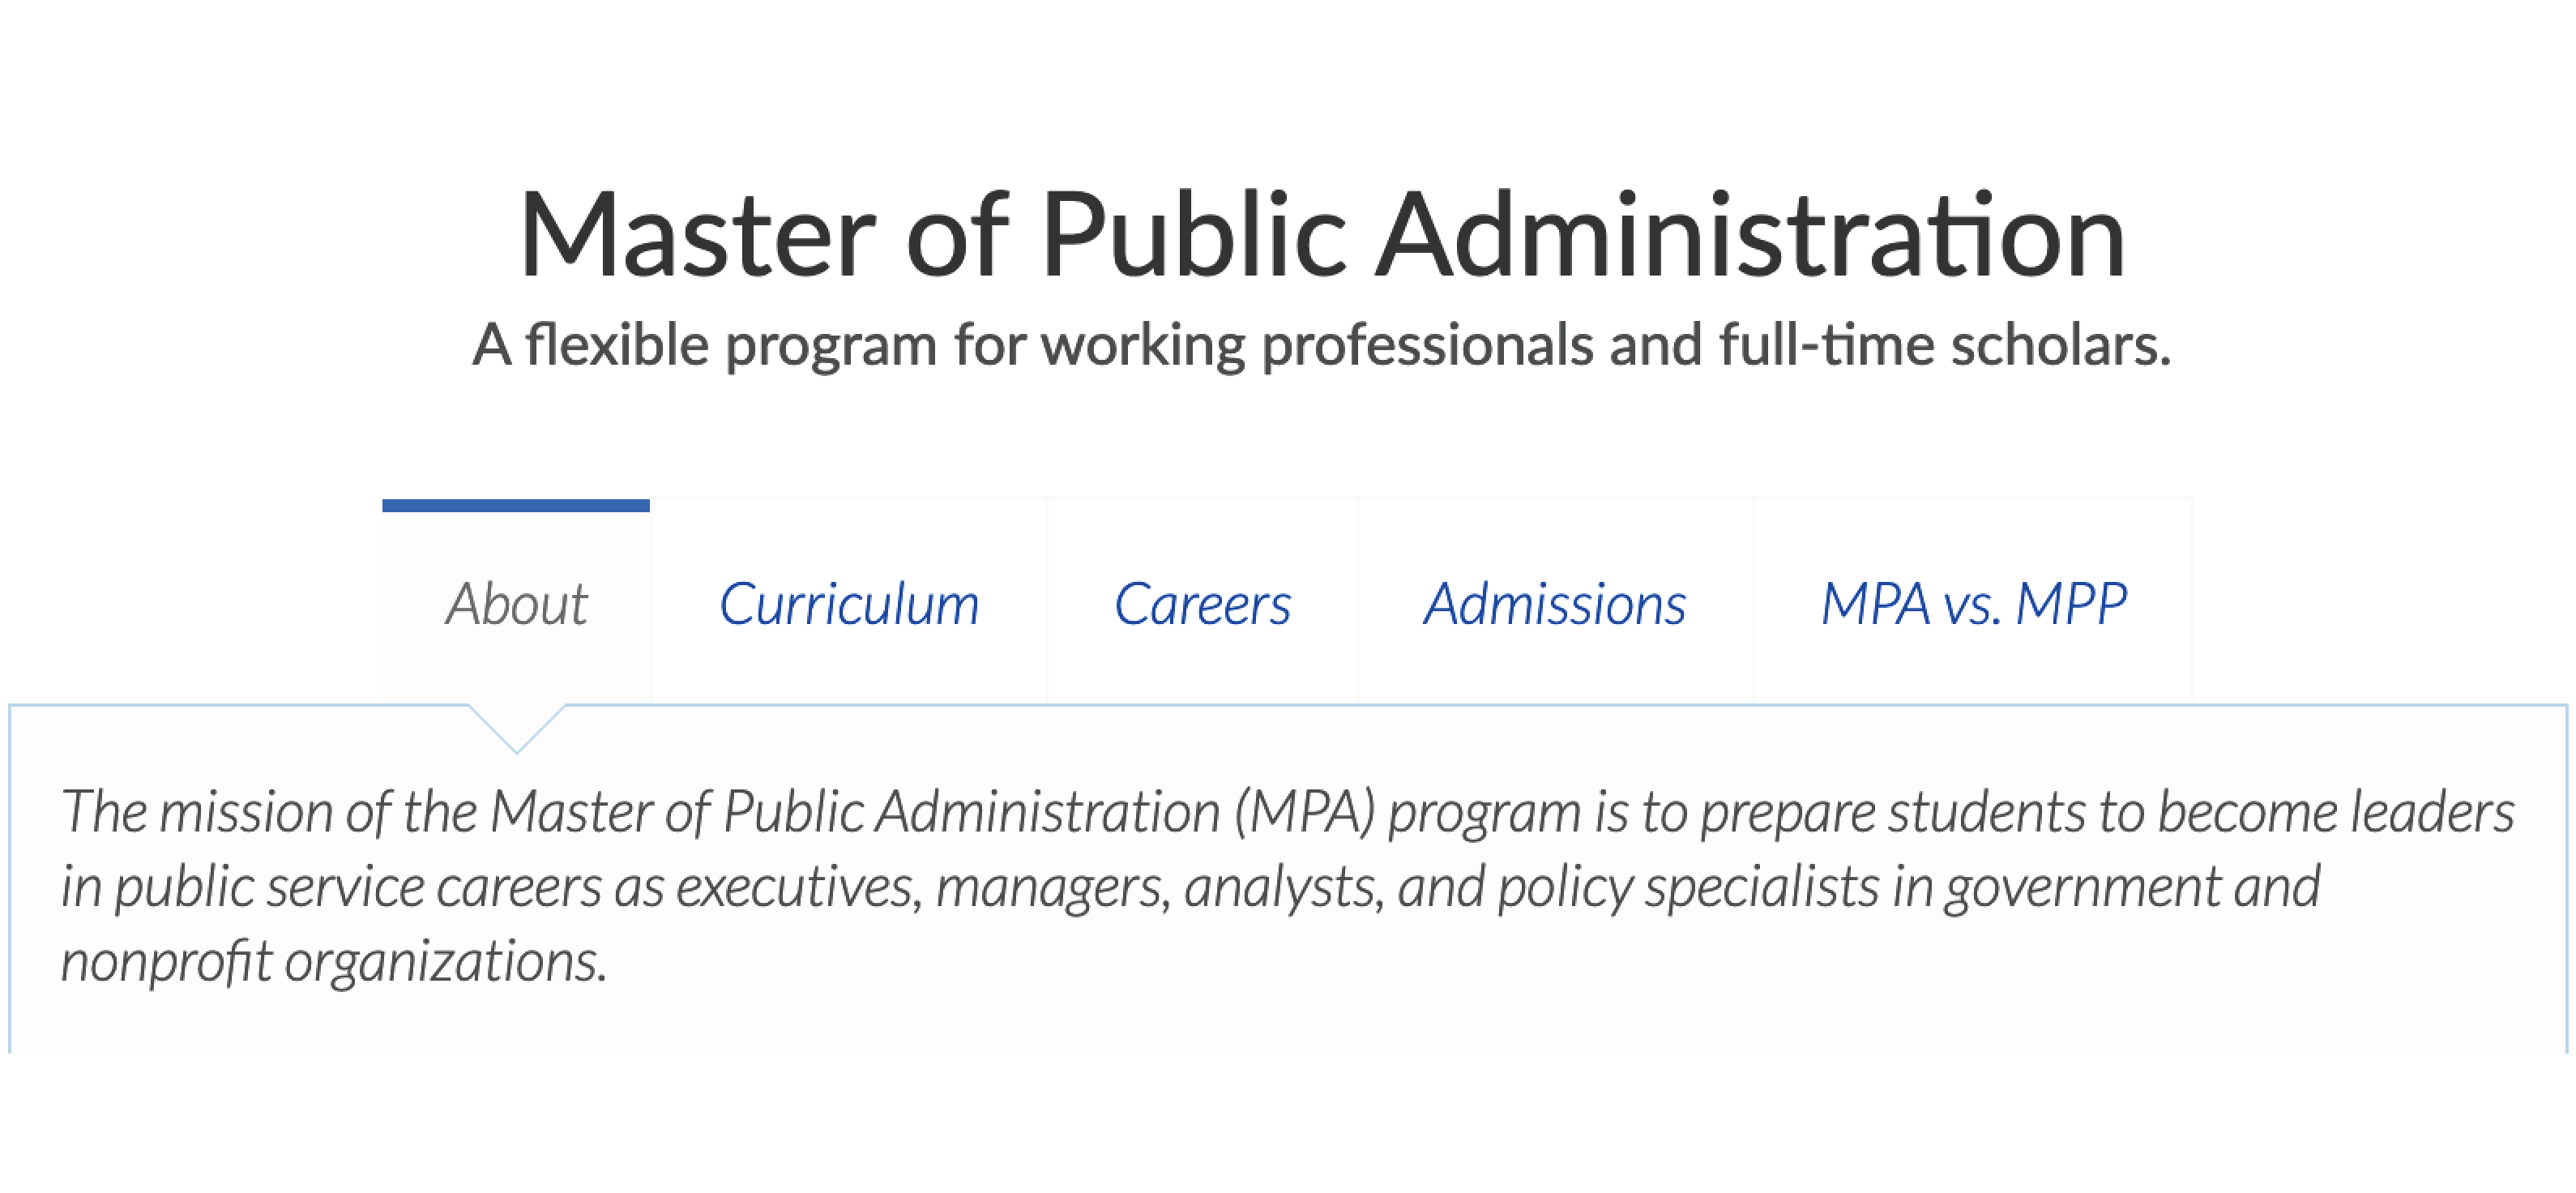 Master of Public Administration
A flexible program for working professionals and full-time scholars.
About
Curriculum
Careers
Admissions
MPA vs. MPP
The mission of the Master of Public Administration (MPA) program is to prepare students to become leaders
in public service careers as executives, managers, analysts, and policy specialists in government and
nonprofit organizations.